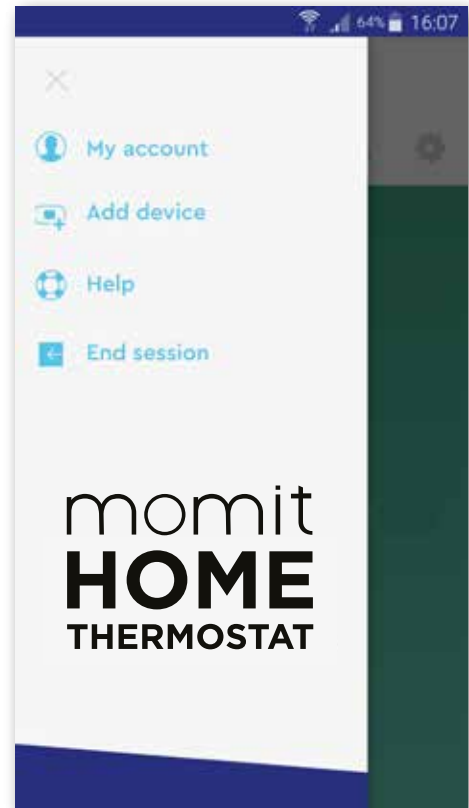 64% 16:07
My account
Add device
Help
End session
momit
HOME
THERMOSTAT